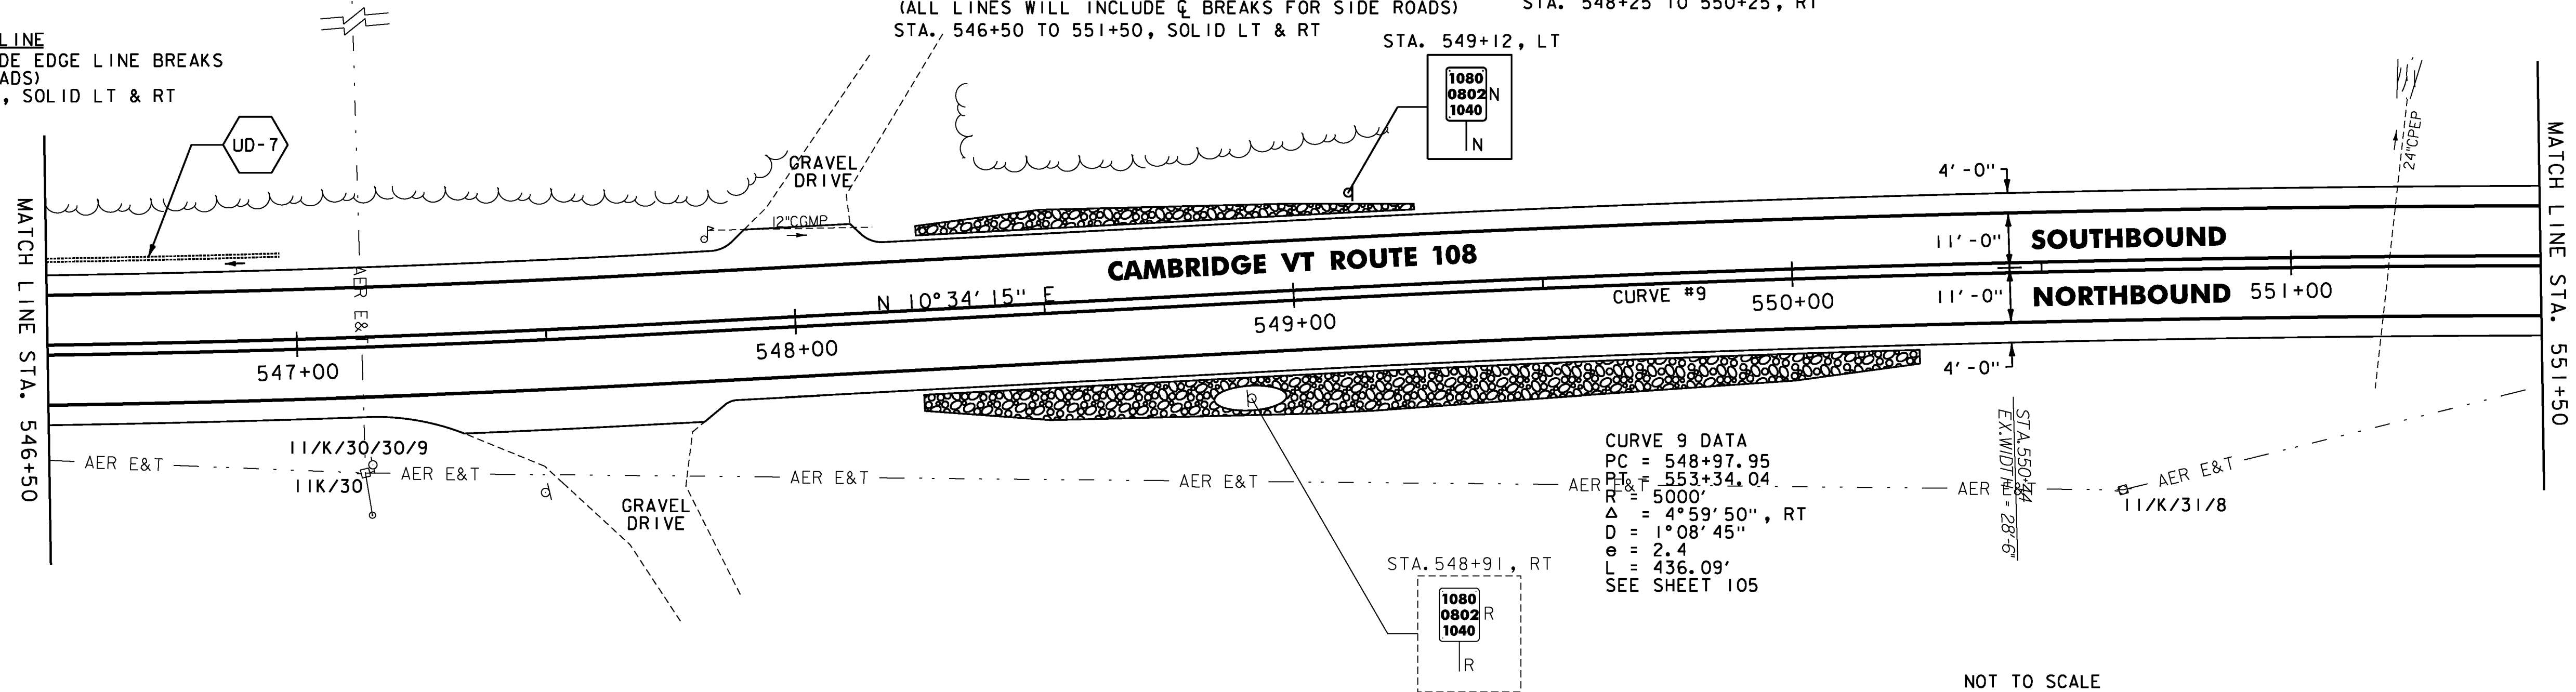 (ALL LINES WILL INCLUDE ℄ BREAKS FOR SIDE ROADS)
STA. 548+25 TO 550+25, RT
STA. 546+50 TO 551+50, SOLID LT & RT
LINE
DE EDGE LINE BREAKS
ADS)
, SOLID LT & RT
STA. 549+12, LT
1080
0802 N
1040
N
UD-7
GRAVEL
DRIVE
12"CGMP
24"CPEP
4'-0"
11'-0"
SOUTHBOUND
CAMBRIDGE VT ROUTE 108
N 10°34'15" E
CURVE #9
11'-0"
NORTHBOUND
547+00
548+00
549+00
550+00
551+00
4'-0"
MATCH LINE STA. 546+50
MATCH LINE STA. 551+50
AER E&T
11/K/30/30/9
11K/30
AER E&T
AER E&T
AER E&T
AER E&T
AER E&T
AER E&T
AER E&T
11/K/31/8
GRAVEL
DRIVE
STA.550+44
EX.WIDTH = 28'-6"
CURVE 9 DATA
PC = 548+97.95
PT = 553+34.04
R = 5000'
Δ = 4°59'50", RT
D = 1°08'45"
e = 2.4
L = 436.09'
SEE SHEET 105
STA.548+91, RT
R
1080
0802 R
1040
R
NOT TO SCALE